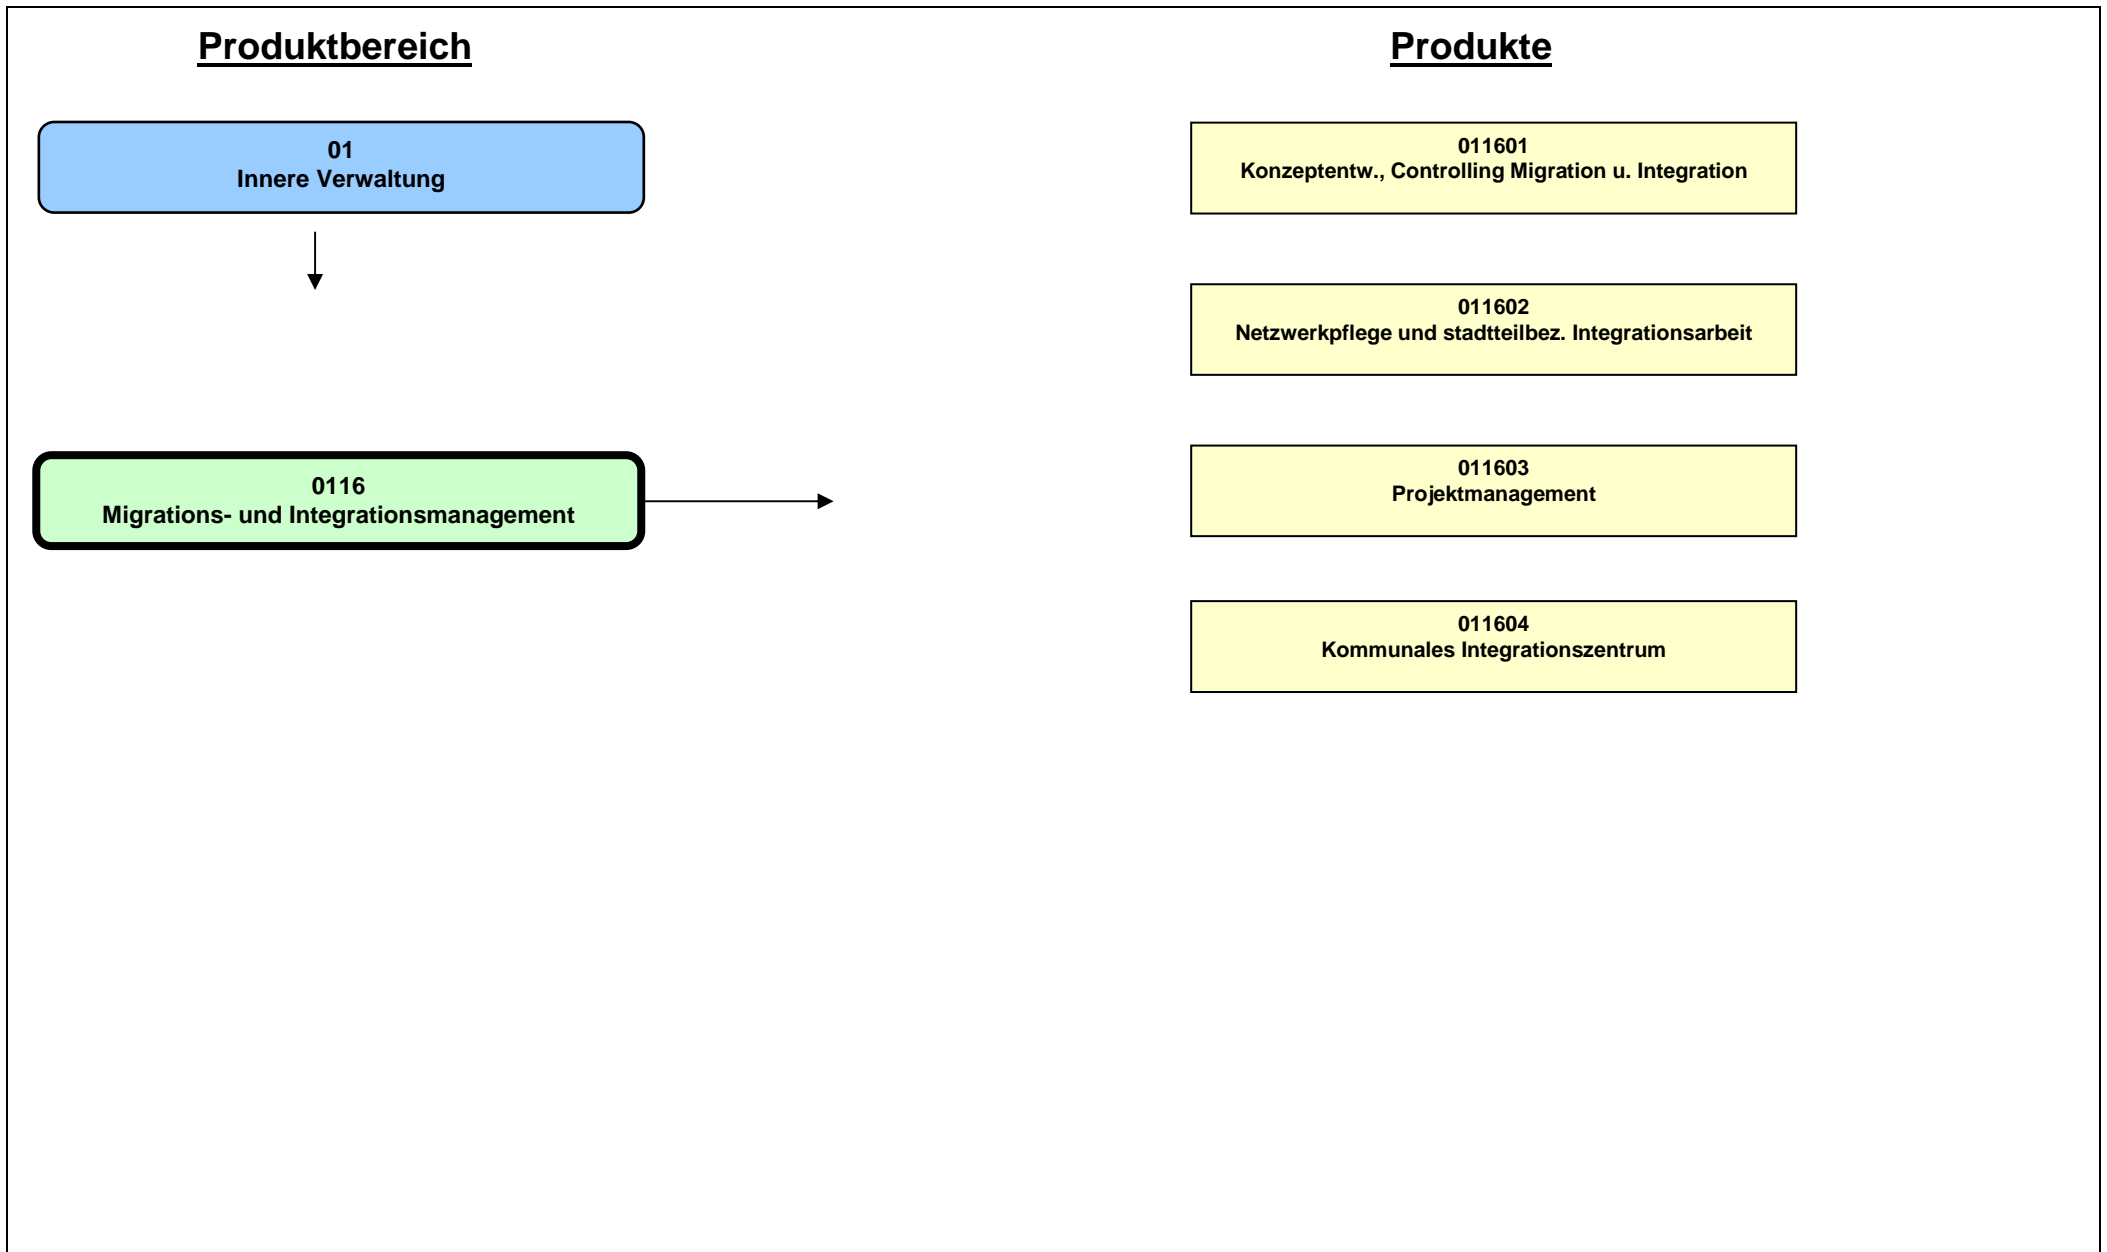 Produktbereich
Produkte
01
Innere Verwaltung
0116
Migrations- und Integrationsmanagement
011601
Konzeptentw., Controlling Migration u. Integration
011602
Netzwerkpflege und stadtteilbez. Integrationsarbeit
011603
Projektmanagement
011604
Kommunales Integrationszentrum